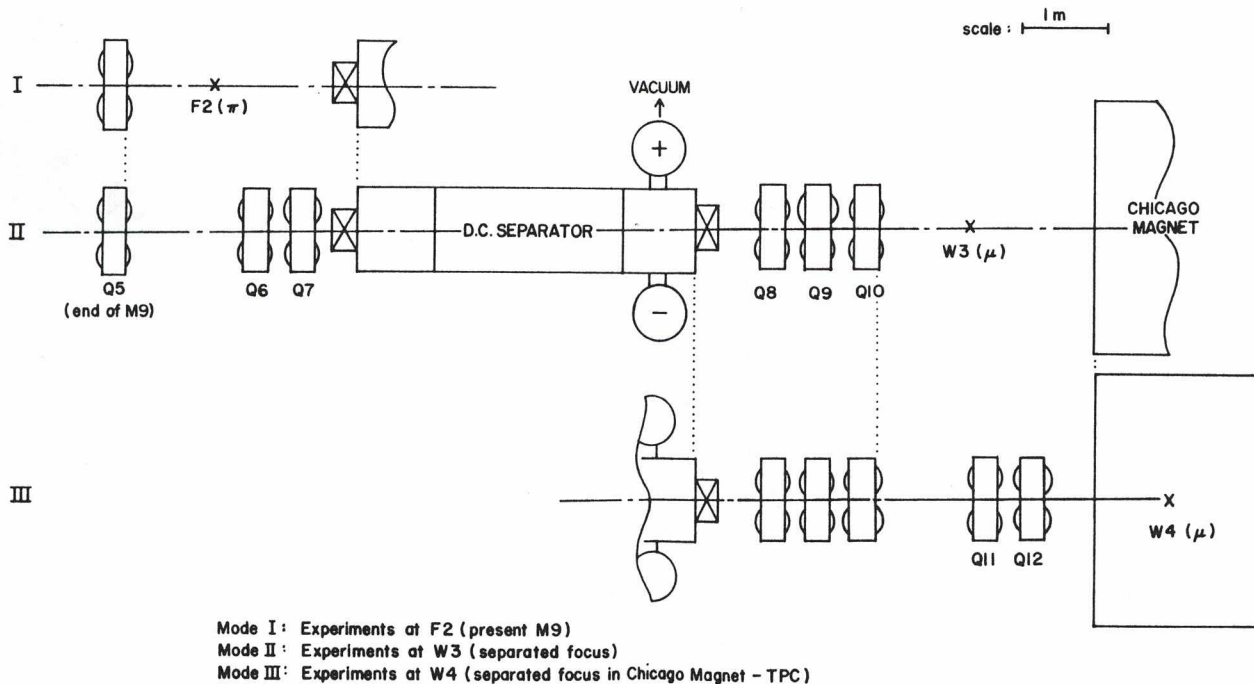 scale : 1 m
I
F2 (π)
VACUUM
+
II
D.C. SEPARATOR
CHICAGO
MAGNET
W3 (μ)
Q5
(end of M9)
Q6
Q7
Q8
Q9
Q10
−
III
Q11
Q12
W4 (μ)
Mode I: Experiments at F2 (present M9)
Mode II: Experiments at W3 (separated focus)
Mode III: Experiments at W4 (separated focus in Chicago Magnet - TPC)